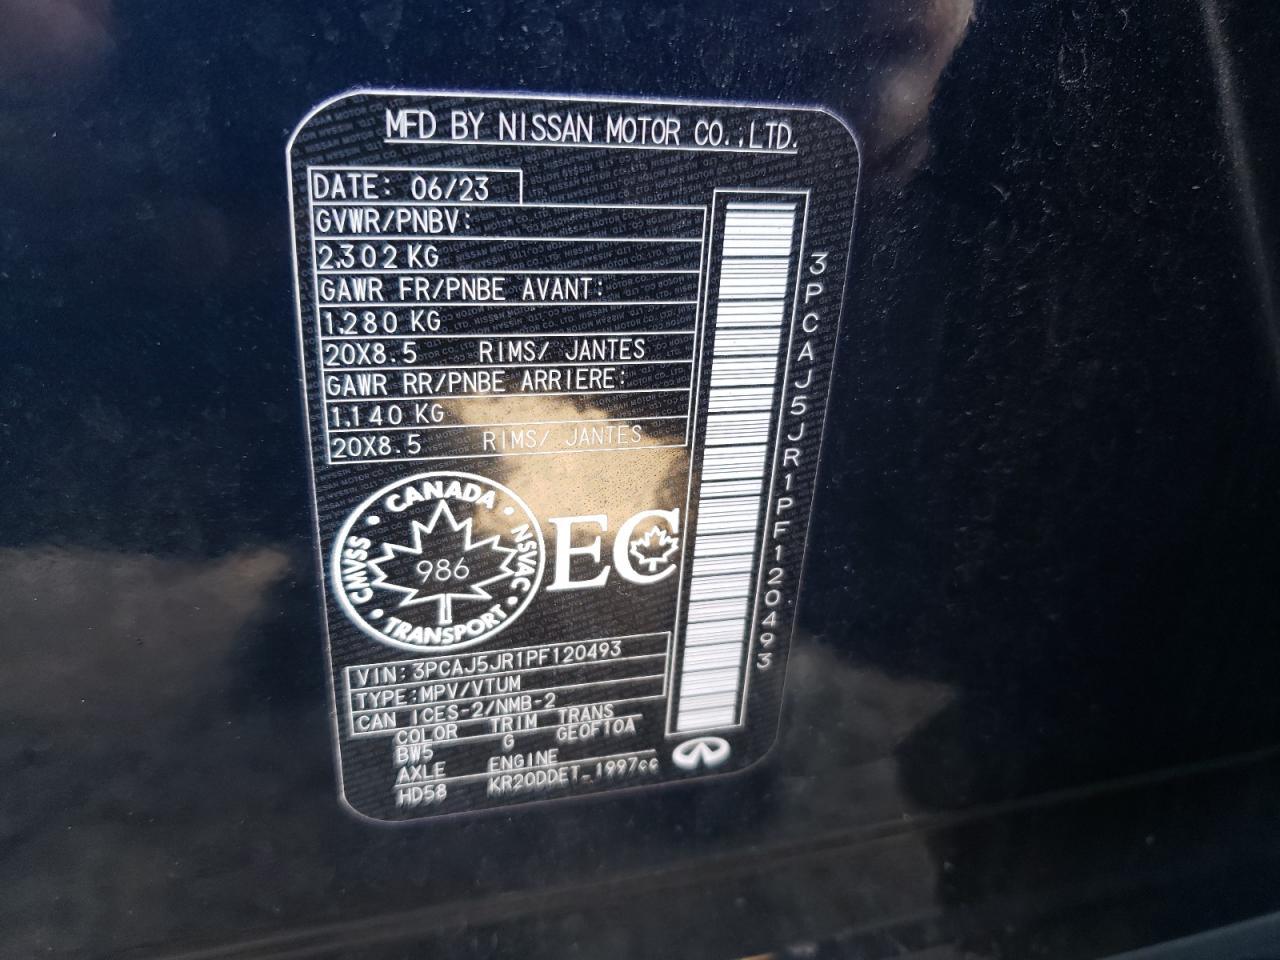 MFD BY NISSAN MOTOR CO.,LTD.
DATE: 06/23
GVWR/PNBV:
2,302 KG
GAWR FR/PNBE AVANT:
1,280 KG
20X8.5 RIMS/ JANTES
GAWR RR/PNBE ARRIERE:
1,140 KG
20X8.5 RIMS/ JANTES
3PCAJ5JR1PF120493
CANADA
CMVSS 986 NSVAC
TRANSPORT
EC
VIN:3PCAJ5JR1PF120493
TYPE:MPV/VTUM
CAN ICES-2/NMB-2
COLOR TRIM TRANS
BW5 G GEOF10A
AXLE ENGINE
HD58 KR20DDET 1997cc